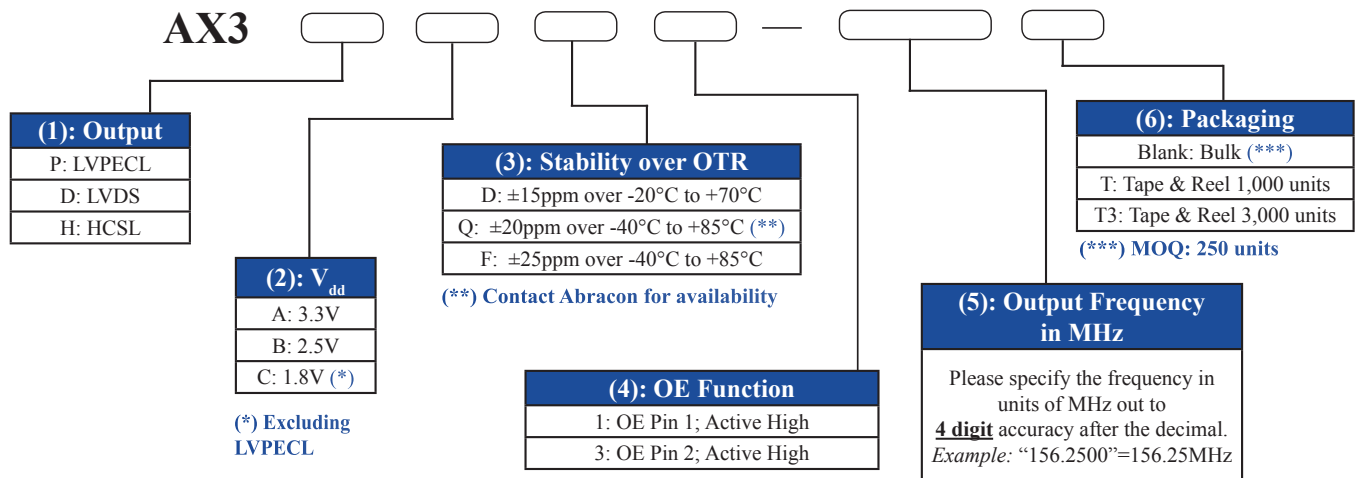 AX3 —
(1): Output
P: LVPECL
D: LVDS
H: HCSL
(2): Vdd
A: 3.3V
B: 2.5V
C: 1.8V (*)
(*) Excluding
LVPECL
(3): Stability over OTR
D: ±15ppm over -20°C to +70°C
Q: ±20ppm over -40°C to +85°C (**)
F: ±25ppm over -40°C to +85°C
(**) Contact Abracon for availability
(4): OE Function
1: OE Pin 1; Active High
3: OE Pin 2; Active High
(5): Output Frequency
in MHz
Please specify the frequency in
units of MHz out to
4 digit accuracy after the decimal.
Example: “156.2500”=156.25MHz
(6): Packaging
Blank: Bulk (***)
T: Tape & Reel 1,000 units
T3: Tape & Reel 3,000 units
(***) MOQ: 250 units